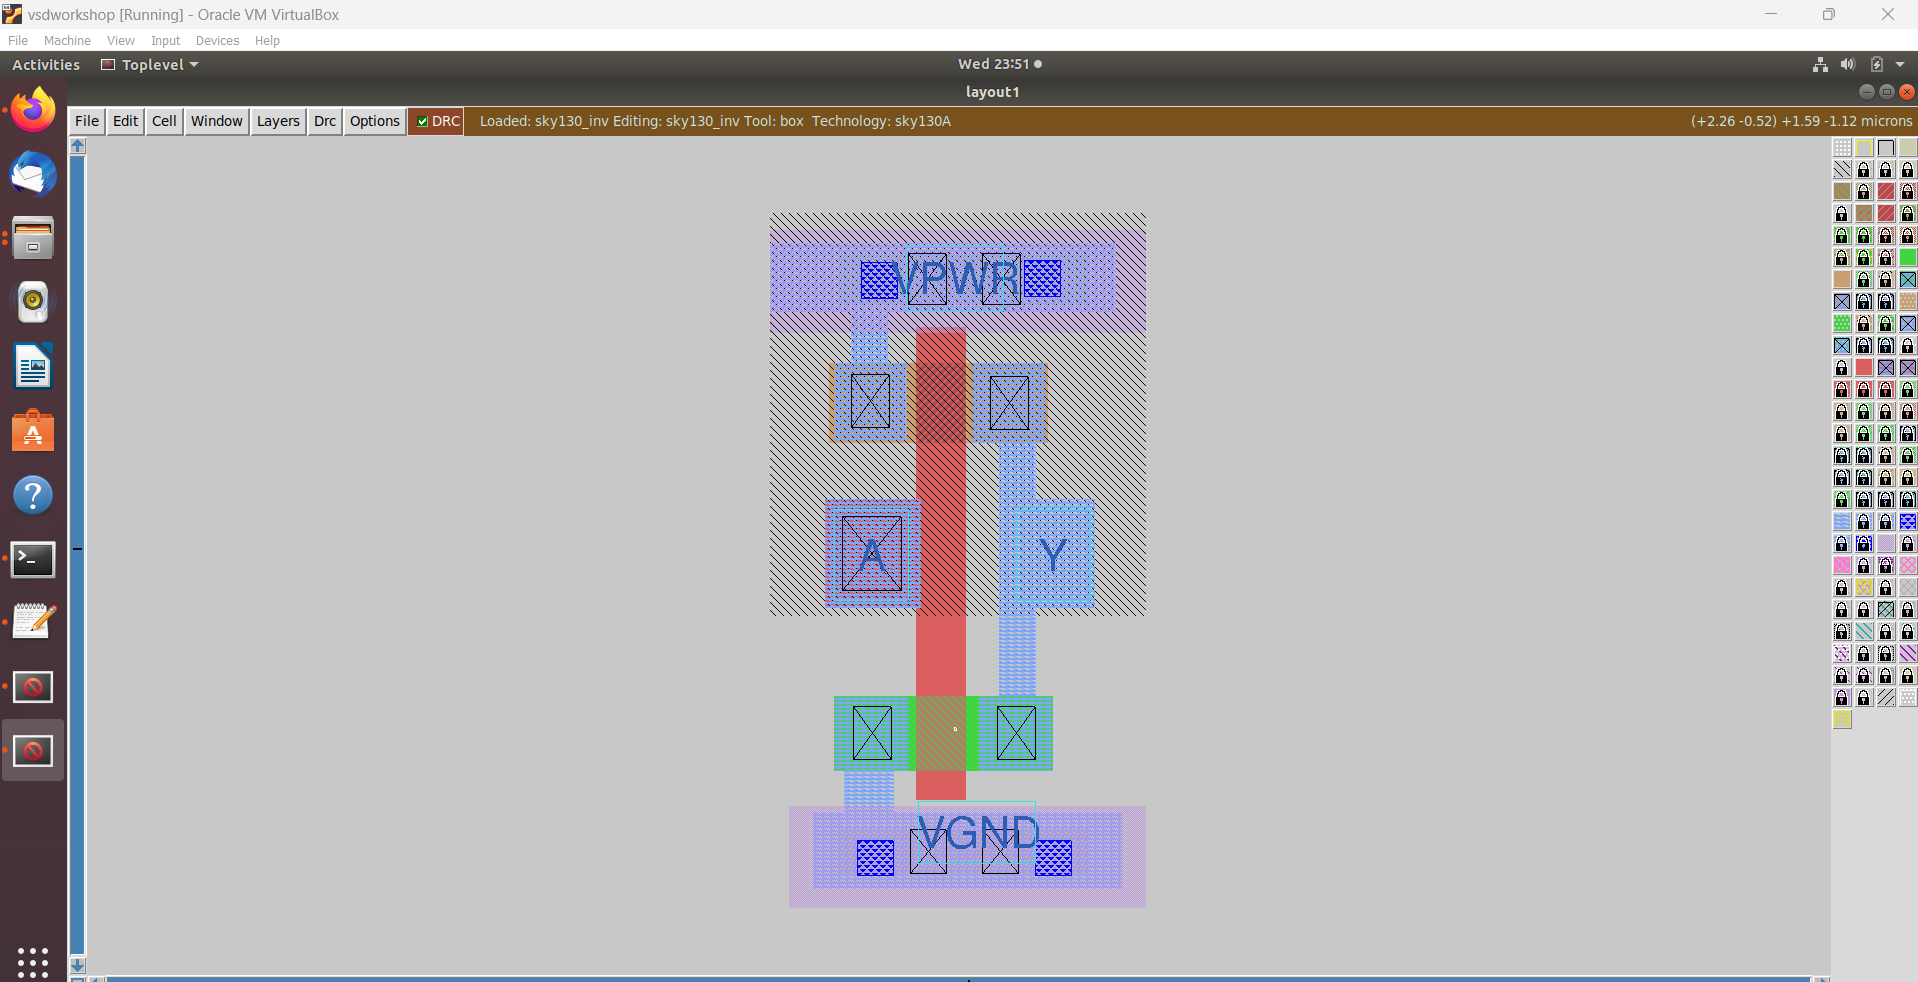 vsdworkshop [Running] - Oracle VM VirtualBox
File Machine View Input Devices Help
Activities Toplevel Wed 23:51
layout1
File Edit Cell Window Layers Drc Options DRC Loaded: sky130_inv Editing: sky130_inv Tool: box Technology: sky130A (+2.26 -0.52) +1.59 -1.12 microns
VPWR
A Y
VGND